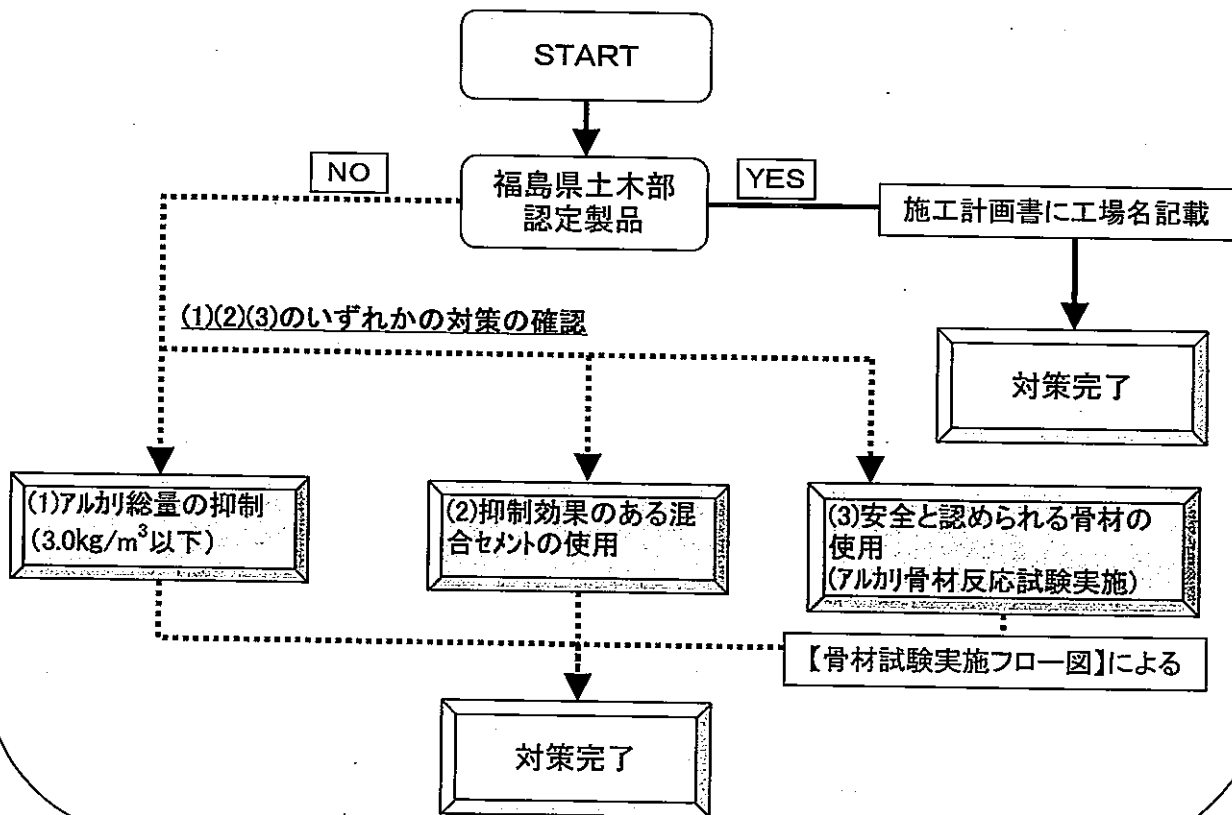 START
NO
福島県土木部
認定製品
YES
施工計画書に工場名記載
(1)(2)(3)のいずれかの対策の確認
対策完了
(1)アルカリ総量の抑制
(3.0kg/m³以下)
(2)抑制効果のある混
合セメントの使用
(3)安全と認められる骨材の
使用
(アルカリ骨材反応試験実施)
【骨材試験実施フロー図】による
対策完了